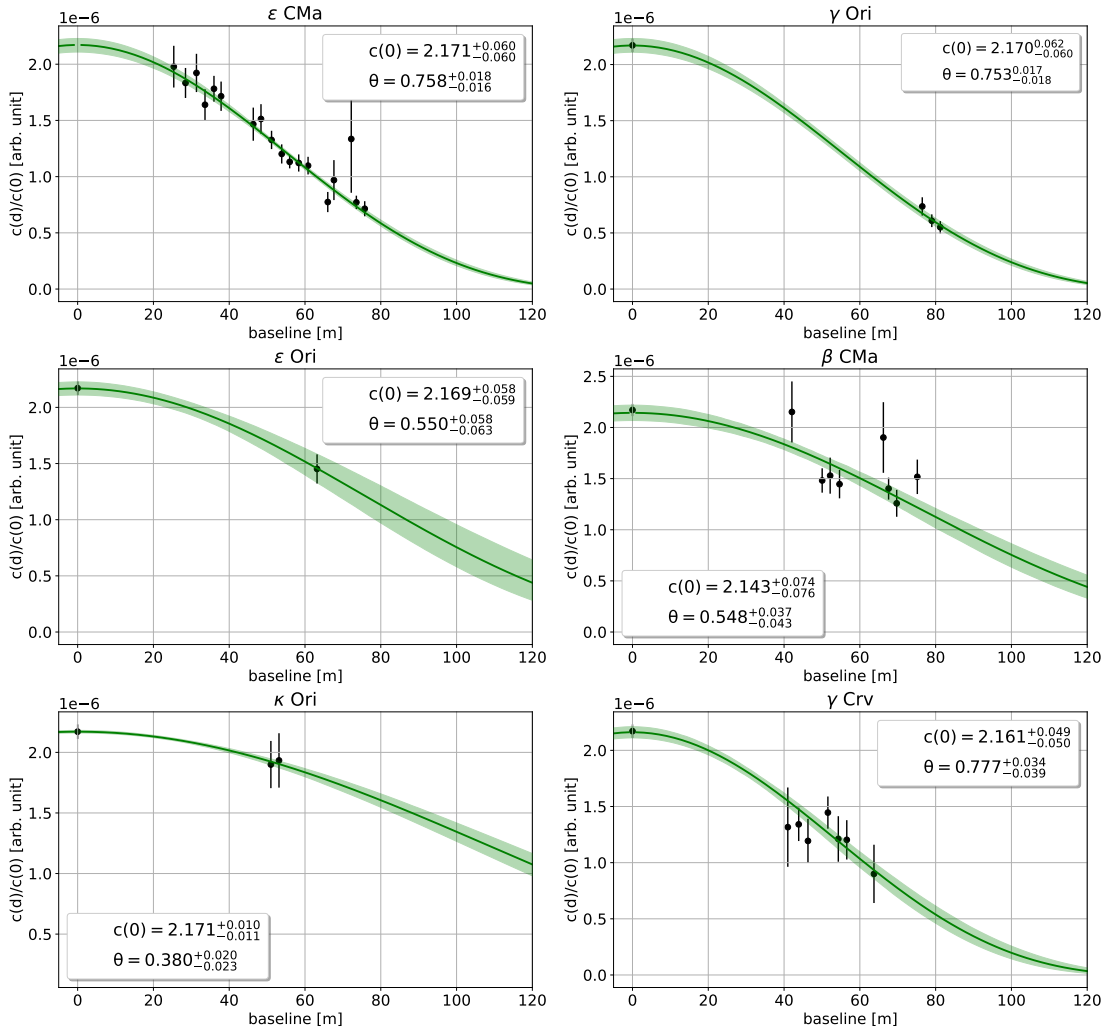 ε CMa
1e−6
c(0) = 2.171 +0.060 −0.060
θ = 0.758 +0.018 −0.016
c(d)/c(0) [arb. unit]
2.0
1.5
1.0
0.5
0.0
0 20 40 60 80 100 120
baseline [m]
γ Ori
1e−6
c(0) = 2.170 0.062 −0.060
θ = 0.753 0.017 −0.018
c(d)/c(0) [arb. unit]
2.0
1.5
1.0
0.5
0.0
0 20 40 60 80 100 120
baseline [m]
ε Ori
1e−6
c(0) = 2.169 +0.058 −0.059
θ = 0.550 +0.058 −0.063
c(d)/c(0) [arb. unit]
2.0
1.5
1.0
0.5
0.0
0 20 40 60 80 100 120
baseline [m]
β CMa
1e−6
c(d)/c(0) [arb. unit]
2.5
2.0
1.5
1.0
0.5
0.0
c(0) = 2.143 +0.074 −0.076
θ = 0.548 +0.037 −0.043
0 20 40 60 80 100 120
baseline [m]
κ Ori
1e−6
c(d)/c(0) [arb. unit]
2.0
1.5
1.0
0.5
c(0) = 2.171 +0.010 −0.011
θ = 0.380 +0.020 −0.023
0 20 40 60 80 100 120
baseline [m]
γ Crv
1e−6
c(0) = 2.161 +0.049 −0.050
θ = 0.777 +0.034 −0.039
c(d)/c(0) [arb. unit]
2.0
1.5
1.0
0.5
0.0
0 20 40 60 80 100 120
baseline [m]